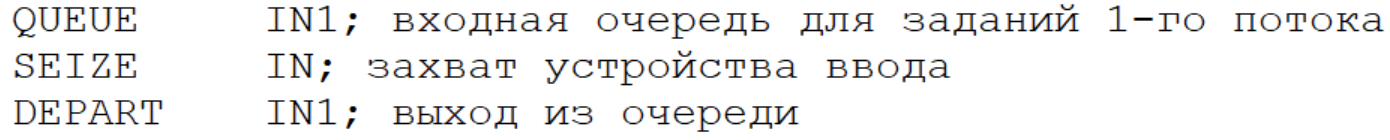 QUEUE IN1; входная очередь для заданий 1-го потока
SEIZE IN; захват устройства ввода
DEPART IN1; выход из очереди